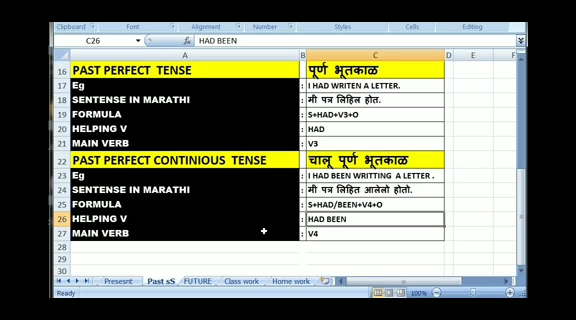 Clipboard Font Alignment Number Styles Cells Editing
C26 fx HAD BEEN
A B C D E F
16 PAST PERFECT TENSE पूर्ण भूतकाळ
17 Eg : I HAD WRITEN A LETTER.
18 SENTENSE IN MARATHI : मी पत्र लिहिल होत.
19 FORMULA : S+HAD+V3+O
20 HELPING V : HAD
21 MAIN VERB : V3
22 PAST PERFECT CONTINIOUS TENSE चालू पूर्ण भूतकाळ
23 Eg : I HAD BEEN WRITTING A LETTER .
24 SENTENSE IN MARATHI : मी पत्र लिहित आलेलो होतो.
25 FORMULA : S+HAD/BEEN+V4+O
26 HELPING V : HAD BEEN
27 MAIN VERB : V4
28
29
30
Presesnt Past sS FUTURE Class work Home work
Ready 100%